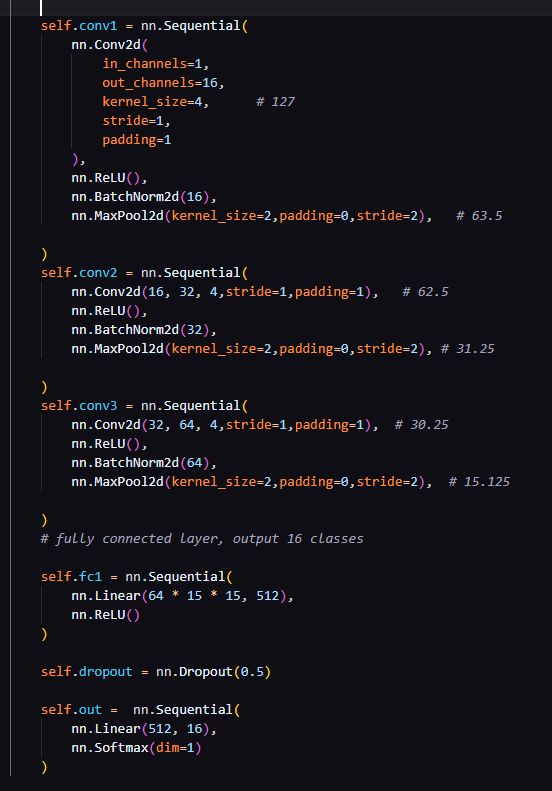 self.conv1 = nn.Sequential(
    nn.Conv2d(
        in_channels=1,
        out_channels=16,
        kernel_size=4,      # 127
        stride=1,
        padding=1
    ),
    nn.ReLU(),
    nn.BatchNorm2d(16),
    nn.MaxPool2d(kernel_size=2,padding=0,stride=2),   # 63.5
)
self.conv2 = nn.Sequential(
    nn.Conv2d(16, 32, 4,stride=1,padding=1),   # 62.5
    nn.ReLU(),
    nn.BatchNorm2d(32),
    nn.MaxPool2d(kernel_size=2,padding=0,stride=2), # 31.25
)
self.conv3 = nn.Sequential(
    nn.Conv2d(32, 64, 4,stride=1,padding=1),  # 30.25
    nn.ReLU(),
    nn.BatchNorm2d(64),
    nn.MaxPool2d(kernel_size=2,padding=0,stride=2),  # 15.125
)
# fully connected layer, output 16 classes
self.fc1 = nn.Sequential(
    nn.Linear(64 * 15 * 15, 512),
    nn.ReLU()
)
self.dropout = nn.Dropout(0.5)
self.out =  nn.Sequential(
    nn.Linear(512, 16),
    nn.Softmax(dim=1)
)